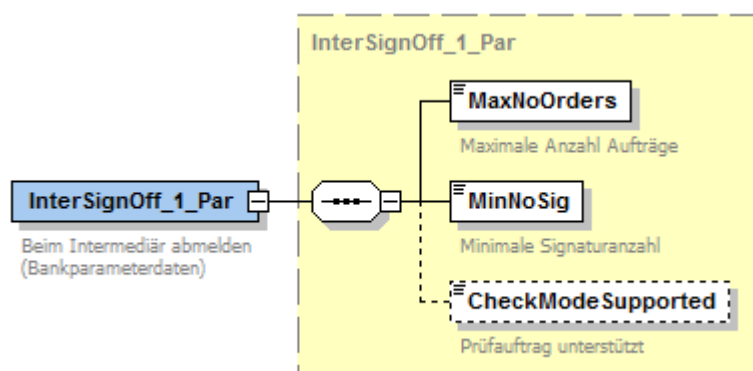 InterSignOff_1_Par
MaxNoOrders
Maximale Anzahl Aufträge
InterSignOff_1_Par
Beim Intermediär abmelden
(Bankparameterdaten)
MinNoSig
Minimale Signaturanzahl
CheckModeSupported
Prüfauftrag unterstützt